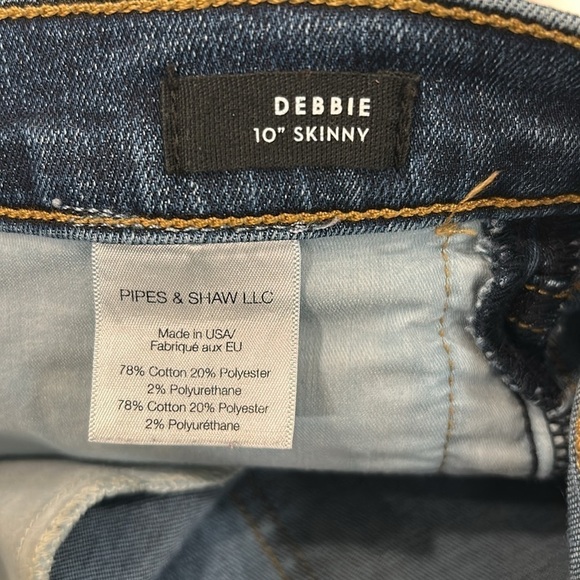 DEBBIE
10" SKINNY
PIPES & SHAW LLC
Made in USA/
Fabriqué aux EU
78% Cotton 20% Polyester
2% Polyurethane
78% Cotton 20% Polyester
2% Polyuréthane